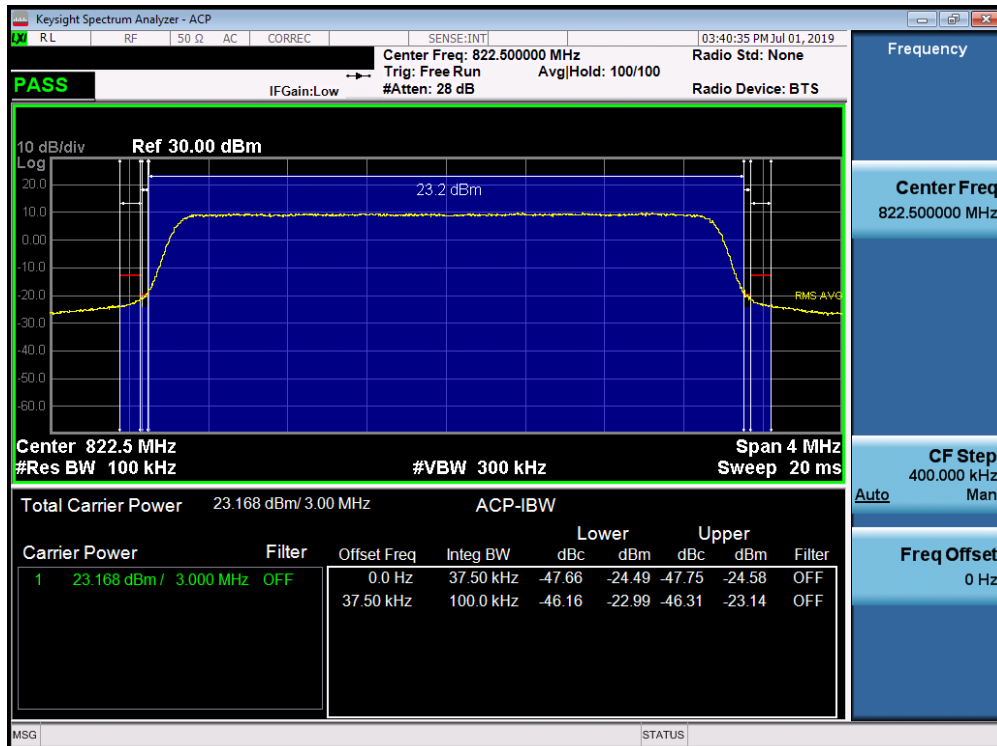 Keysight Spectrum Analyzer - ACP
LXI RL RF 50 Ω AC CORREC SENSE:INT 03:40:35 PM Jul 01, 2019
Center Freq: 822.500000 MHz Radio Std: None
Trig: Free Run Avg|Hold: 100/100
PASS IFGain:Low #Atten: 28 dB Radio Device: BTS
10 dB/div Ref 30.00 dBm
Log
20.0
10.0
0.00
-10.0
-20.0
-30.0
-40.0
-50.0
-60.0
23.2 dBm
RMS AVG
Center 822.5 MHz Span 4 MHz
#Res BW 100 kHz #VBW 300 kHz Sweep 20 ms
Total Carrier Power 23.168 dBm/ 3.00 MHz ACP-IBW
Lower Upper
Carrier Power Filter Offset Freq Integ BW dBc dBm dBc dBm Filter
1 23.168 dBm / 3.000 MHz OFF 0.0 Hz 37.50 kHz -47.66 -24.49 -47.75 -24.58 OFF
37.50 kHz 100.0 kHz -46.16 -22.99 -46.31 -23.14 OFF
MSG STATUS
Frequency
Center Freq
822.500000 MHz
CF Step
400.000 kHz
Auto Man
Freq Offset
0 Hz